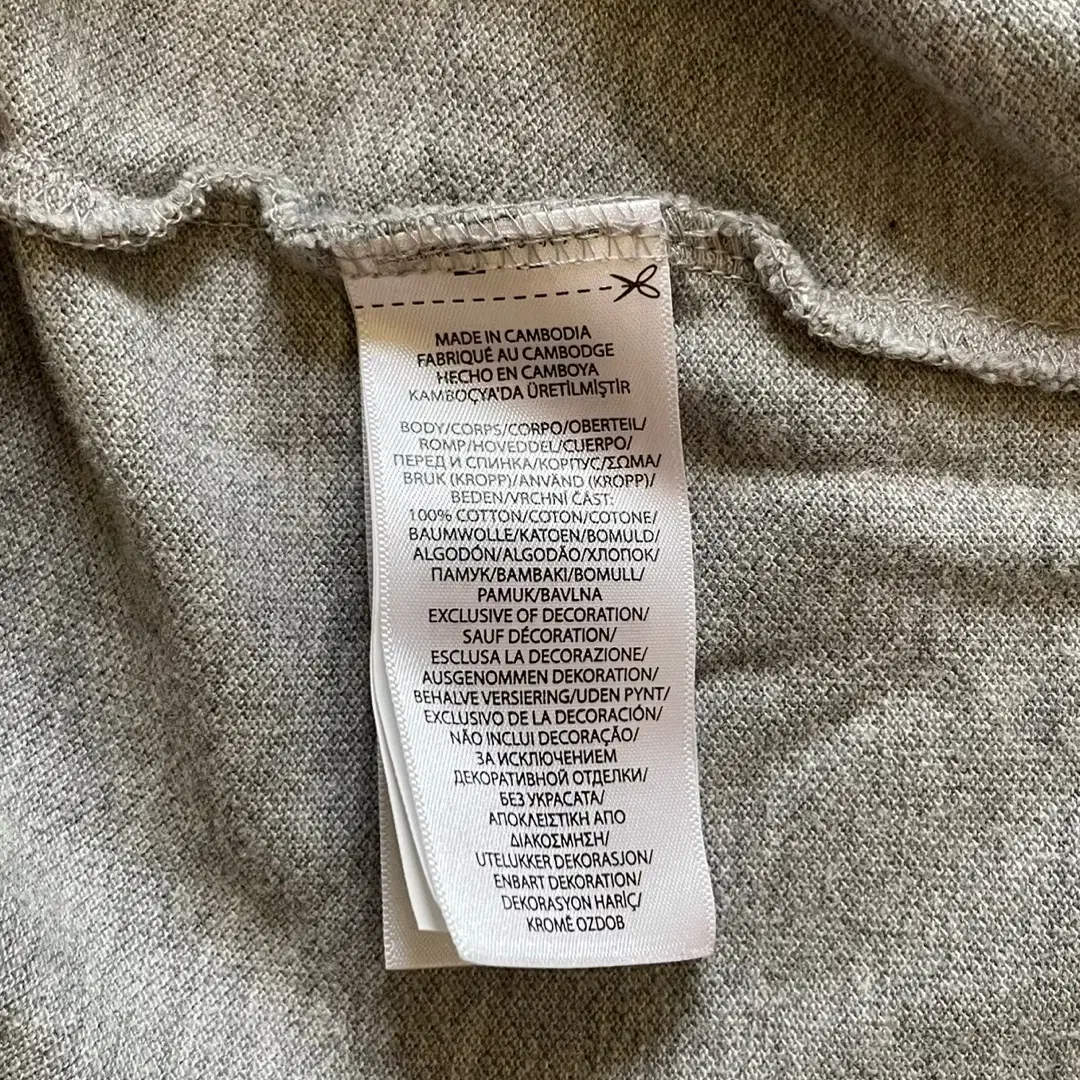 MADE IN CAMBODIA
FABRIQUÉ AU CAMBODGE
HECHO EN CAMBOYA
KAMBOÇYA'DA ÜRETİLMİŞTİR
BODY/CORPS/CORPO/OBERTEIL/
ROMP/HOVEDDEL/CUERPO/
ПЕРЕД И СПИНКА/КОРПУС/ΣΩΜΑ/
BRUK (KROPP)/ANVÄND (KROPP)/
BEDEN/VRCHNÍ ČÁST:
100% COTTON/COTON/COTONE/
BAUMWOLLE/KATOEN/BOMULD/
ALGODÓN/ALGODÃO/ХЛОПОК/
ПАМУК/BAMBAKI/BOMULL/
PAMUK/BAVLNA
EXCLUSIVE OF DECORATION/
SAUF DÉCORATION/
ESCLUSA LA DECORAZIONE/
AUSGENOMMEN DEKORATION/
BEHALVE VERSIERING/UDEN PYNT/
EXCLUSIVO DE LA DECORACIÓN/
NÃO INCLUI DECORAÇÃO/
ЗА ИСКЛЮЧЕНИЕМ
ДЕКОРАТИВНОЙ ОТДЕЛКИ/
БЕЗ УКРАСАТА/
ΑΠΟΚΛΕΙΣΤΙΚΗ ΑΠΟ
ΔΙΑΚΟΣΜΗΣΗ/
UTELUKKER DEKORASJON/
ENBART DEKORATION/
DEKORASYON HARİÇ/
KROMĚ OZDOB